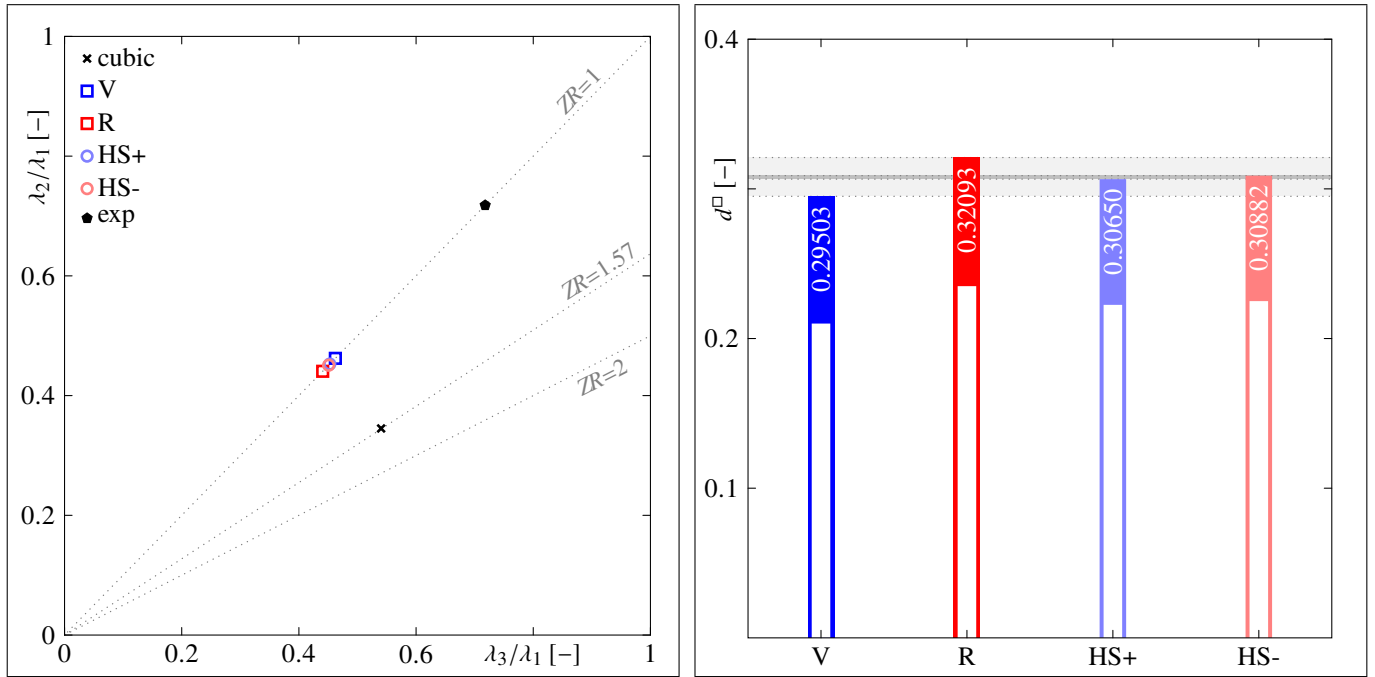 1
× cubic
V
R
HS+
HS-
exp
λ₂/λ₁ [−]
0.6
0.4
0.2
0
ZR=1
ZR=1.57
ZR=2
0
0.2
0.4
0.6
λ₃/λ₁ [−]
1
0.4
d□ [−]
0.2
0.1
0.29503
0.32093
0.30650
0.30882
V
R
HS+
HS-